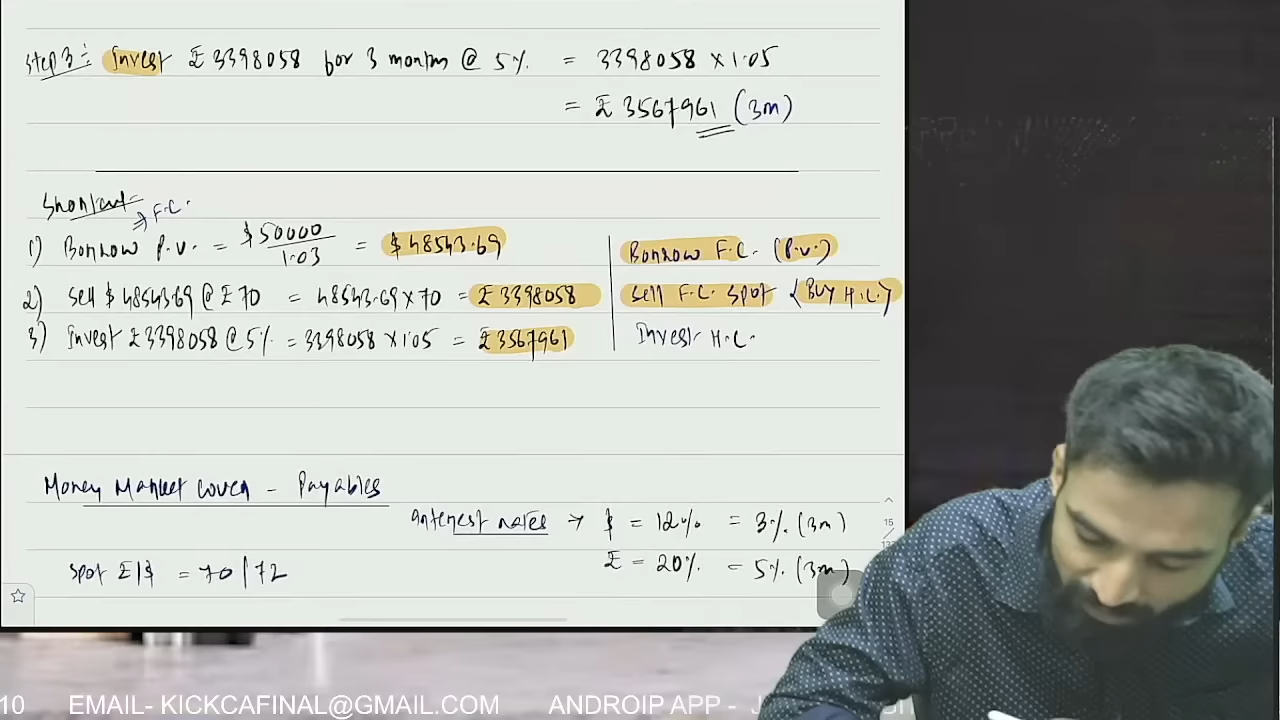 Step 3 :- Invest ₹ 3398058 for 3 months @ 5% = 3398058 × 1.05
= ₹ 3567961 (3m)
Shortcut
⇒ F.C.
1) Borrow P.V. = $50000 / 1.03 = $48543.69 Borrow F.C. (P.V.)
2) Sell $48543.69 @ ₹70 = 48543.69 × 70 = ₹3398058 Sell F.C. Spot {Buy H.C.}
3) Invest ₹3398058 @ 5% = 3398058 × 1.05 = ₹3567961 Invest H.C.
Money Market Cover - Payables
Interest rates → $ = 12% = 3% (3m)
Spot ₹/$ = 70/72 ₹ = 20% = 5% (3m)
15
10 EMAIL- KICKCAFINAL@GMAIL.COM ANDROIP APP - J